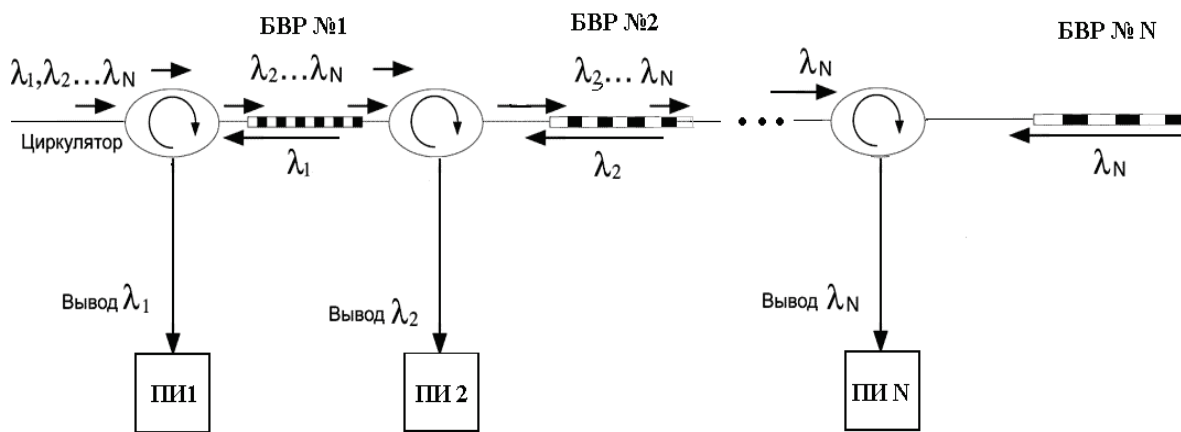 БВР №1
БВР №2
БВР № N
λ1,λ2...λN
λ2...λN
λ3... λN
λN
Циркулятор
λ1
λ2
λN
Вывод λ1
Вывод λ2
Вывод λN
ПИ1
ПИ 2
ПИ N